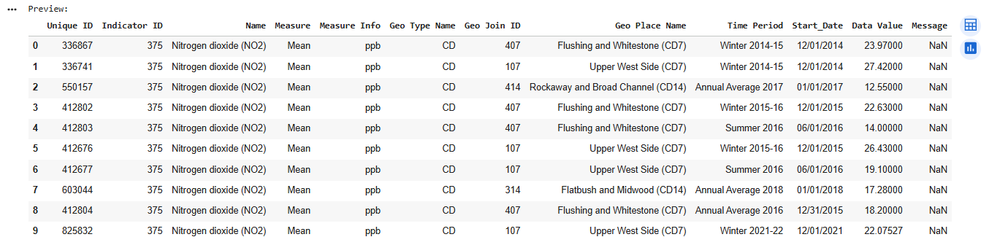 Preview:
Unique ID Indicator ID Name Measure Measure Info Geo Type Name Geo Join ID Geo Place Name Time Period Start_Date Data Value Message
0 336867 375 Nitrogen dioxide (NO2) Mean ppb CD 407 Flushing and Whitestone (CD7) Winter 2014-15 12/01/2014 23.97000 NaN
1 336741 375 Nitrogen dioxide (NO2) Mean ppb CD 107 Upper West Side (CD7) Winter 2014-15 12/01/2014 27.42000 NaN
2 550157 375 Nitrogen dioxide (NO2) Mean ppb CD 414 Rockaway and Broad Channel (CD14) Annual Average 2017 01/01/2017 12.55000 NaN
3 412802 375 Nitrogen dioxide (NO2) Mean ppb CD 407 Flushing and Whitestone (CD7) Winter 2015-16 12/01/2015 22.63000 NaN
4 412803 375 Nitrogen dioxide (NO2) Mean ppb CD 407 Flushing and Whitestone (CD7) Summer 2016 06/01/2016 14.00000 NaN
5 412676 375 Nitrogen dioxide (NO2) Mean ppb CD 107 Upper West Side (CD7) Winter 2015-16 12/01/2015 26.43000 NaN
6 412677 375 Nitrogen dioxide (NO2) Mean ppb CD 107 Upper West Side (CD7) Summer 2016 06/01/2016 19.10000 NaN
7 603044 375 Nitrogen dioxide (NO2) Mean ppb CD 314 Flatbush and Midwood (CD14) Annual Average 2018 01/01/2018 17.28000 NaN
8 412804 375 Nitrogen dioxide (NO2) Mean ppb CD 407 Flushing and Whitestone (CD7) Annual Average 2016 12/31/2015 18.20000 NaN
9 825832 375 Nitrogen dioxide (NO2) Mean ppb CD 107 Upper West Side (CD7) Winter 2021-22 12/01/2021 22.07527 NaN